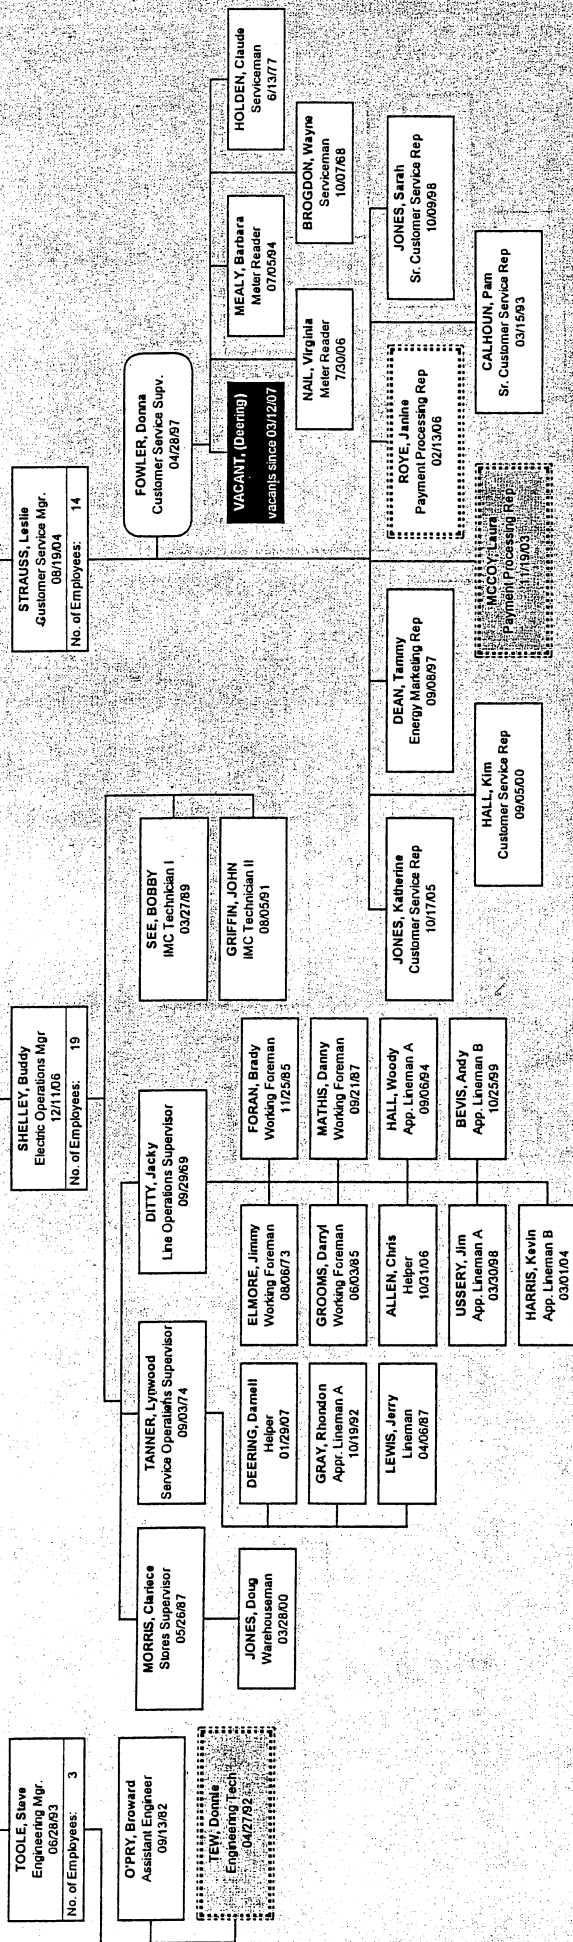 TOOLE, Steve
Engineering Mgr.
06/28/93
No. of Employees: 3
O'PRY, Broward
Assistant Engineer
09/13/82
TEW, Donnie
Engineering Tech
04/27/92
SHELLEY, Buddy
Electric Operations Mgr
12/11/06
No. of Employees: 19
MORRIS, Clariece
Stores Supervisor
05/26/87
JONES, Doug
Warehouseman
03/28/00
TANNER, Lynwood
Service Operations Supervisor
09/03/74
DEERING, Darnell
Helper
01/29/07
GRAY, Rhondon
Appr. Lineman A
10/19/92
LEWIS, Jerry
Lineman
04/06/87
DITTY, Jacky
Line Operations Supervisor
09/29/69
ELMORE, Jimmy
Working Foreman
08/06/73
FORAN, Brady
Working Foreman
11/25/85
GROOMS, Darryl
Working Foreman
06/03/85
MATHIS, Danny
Working Foreman
09/21/87
ALLEN, Chris
Helper
10/31/06
HALL, Woody
App. Lineman A
09/06/94
USSERY, Jim
App. Lineman A
03/30/98
BEVIS, Andy
App. Lineman B
10/25/99
HARRIS, Kevin
App. Lineman B
03/01/04
SEE, BOBBY
IMC Technician I
03/27/89
GRIFFIN, JOHN
IMC Technician II
08/05/91
STRAUSS, Leslie
Customer Service Mgr.
08/19/04
No. of Employees: 14
FOWLER, Donna
Customer Service Supv.
04/28/97
VACANT, (Deering)
vacants since 03/12/07
MEALY, Barbara
Meter Reader
07/05/94
HOLDEN, Claude
Serviceman
6/13/77
NAIL, Virginia
Meter Reader
7/30/06
BROGDON, Wayne
Serviceman
10/07/68
JONES, Katherine
Customer Service Rep
10/17/05
DEAN, Tammy
Energy Marketing Rep
09/08/97
ROYE, Janine
Payment Processing Rep
02/13/06
JONES, Sarah
Sr. Customer Service Rep
10/09/98
HALL, Kim
Customer Service Rep
09/05/00
MCCOY, Laura
Payment Processing Rep
11/19/03
CALHOUN, Pam
Sr. Customer Service Rep
03/15/93